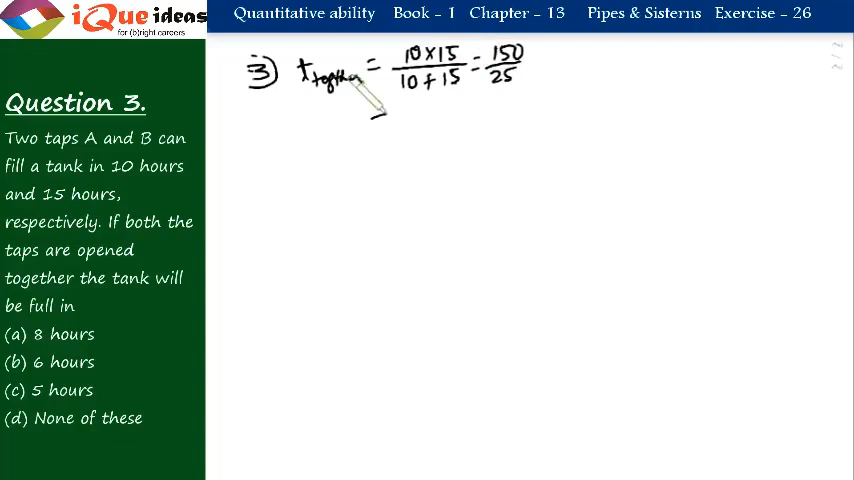 iQue ideas
for (b)right careers
Quantitative ability Book - 1 Chapter - 13 Pipes & Sisterns Exercise - 26
Question 3.
Two taps A and B can
fill a tank in 10 hours
and 15 hours,
respectively. If both the
taps are opened
together the tank will
be full in
(a) 8 hours
(b) 6 hours
(c) 5 hours
(d) None of these
3) t together = 10 × 15 / 10 + 15 = 150 / 25
2/2